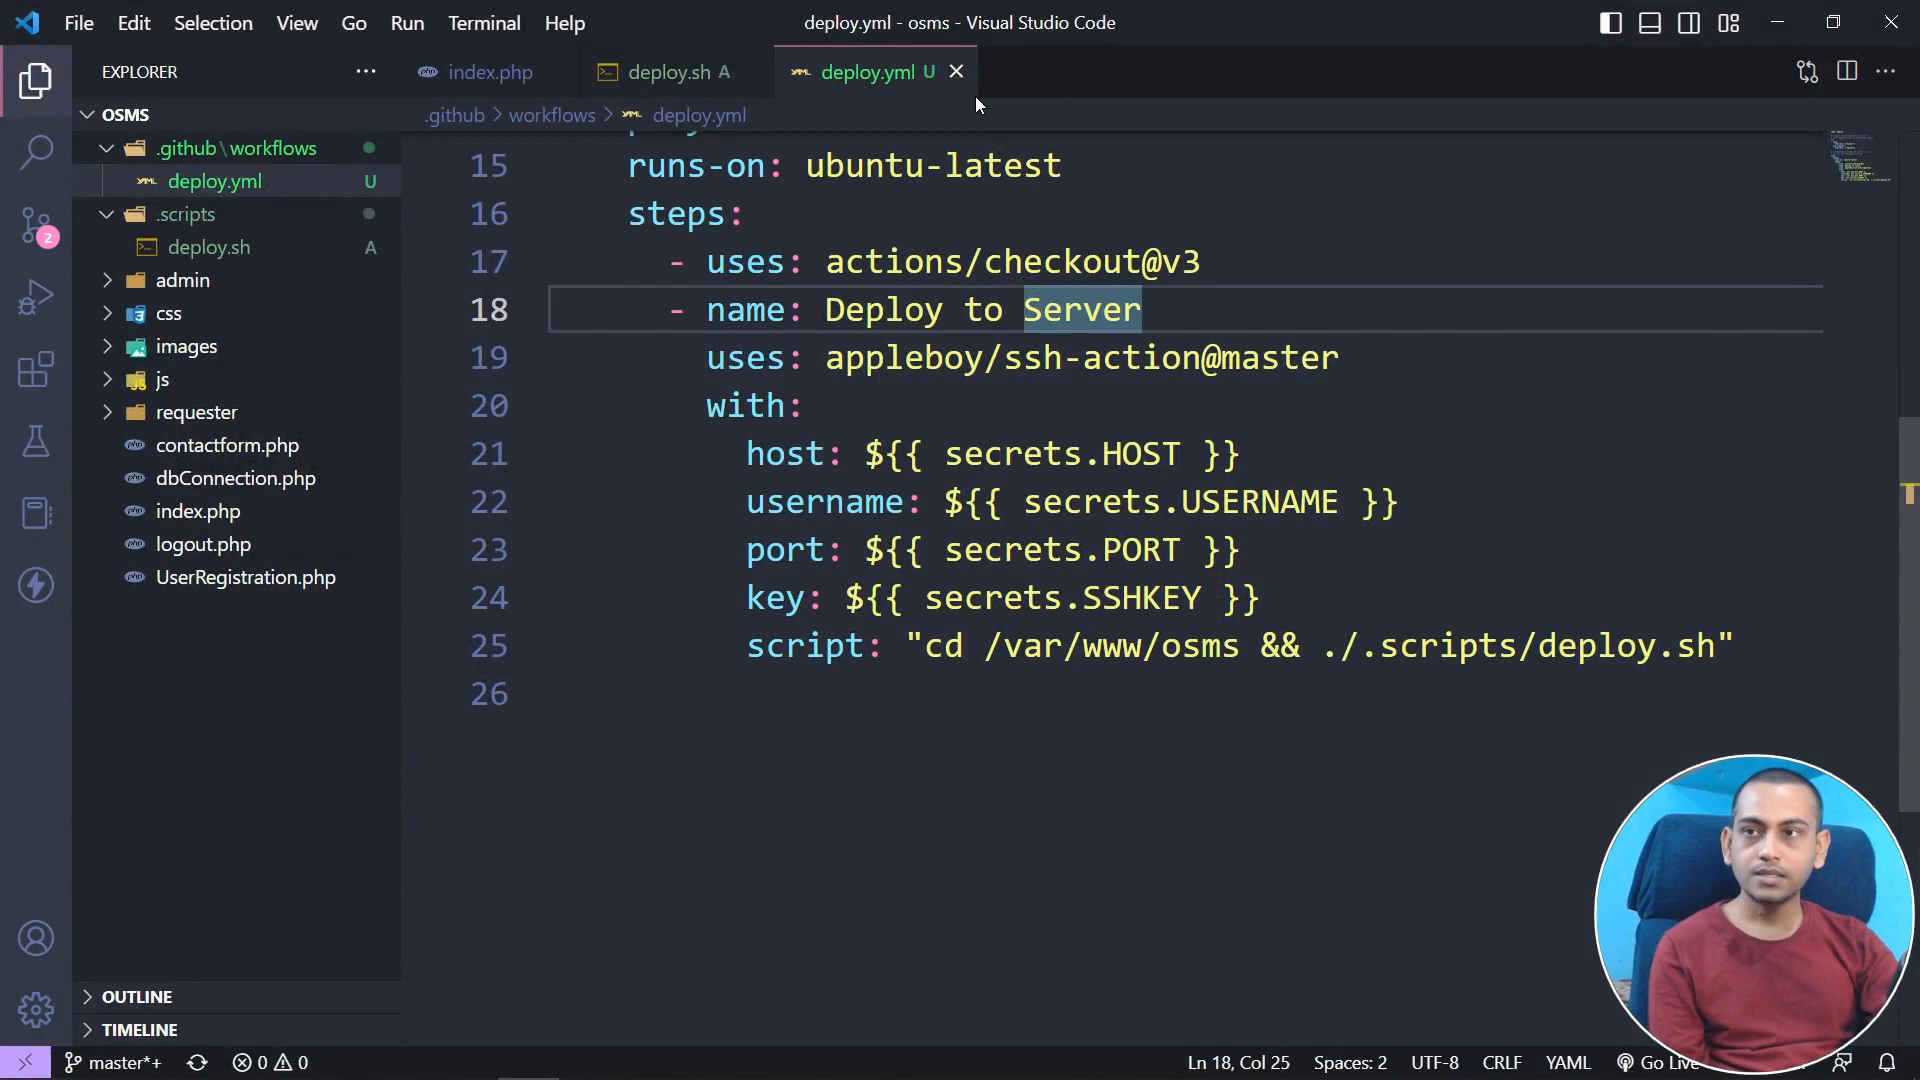 File Edit Selection View Go Run Terminal Help
deploy.yml - osms - Visual Studio Code
EXPLORER
index.php
deploy.sh A
deploy.yml U
OSMS
.github > workflows > deploy.yml
.github\workflows
deploy.yml U
.scripts
deploy.sh A
admin
css
images
js
requester
contactform.php
dbConnection.php
index.php
logout.php
UserRegistration.php
2
15 runs-on: ubuntu-latest
16 steps:
17 - uses: actions/checkout@v3
18 - name: Deploy to Server
19 uses: appleboy/ssh-action@master
20 with:
21 host: ${{ secrets.HOST }}
22 username: ${{ secrets.USERNAME }}
23 port: ${{ secrets.PORT }}
24 key: ${{ secrets.SSHKEY }}
25 script: "cd /var/www/osms && ./.scripts/deploy.sh"
26
OUTLINE
TIMELINE
master*+ 0 0 Ln 18, Col 25 Spaces: 2 UTF-8 CRLF YAML Go Live